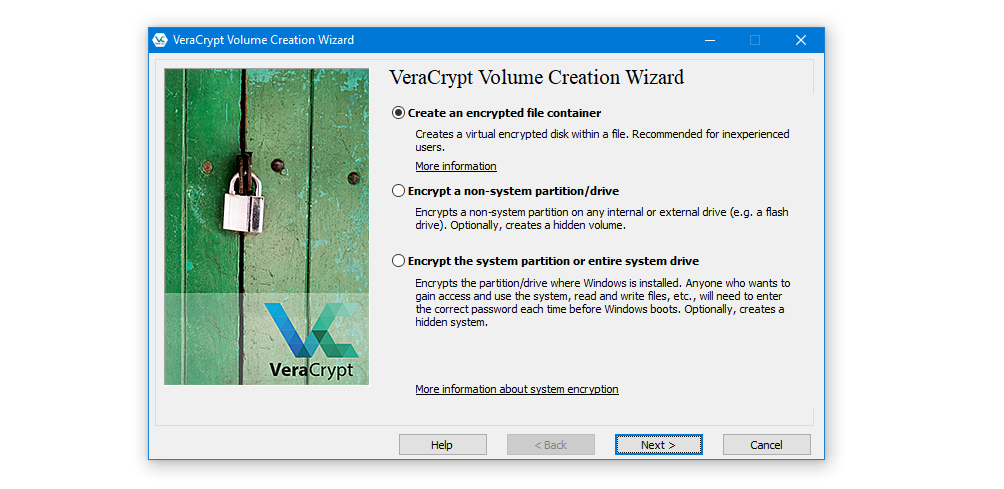 VeraCrypt Volume Creation Wizard
VeraCrypt Volume Creation Wizard
Create an encrypted file container
Creates a virtual encrypted disk within a file. Recommended for inexperienced
users.
More information
Encrypt a non-system partition/drive
Encrypts a non-system partition on any internal or external drive (e.g. a flash
drive). Optionally, creates a hidden volume.
Encrypt the system partition or entire system drive
Encrypts the partition/drive where Windows is installed. Anyone who wants to
gain access and use the system, read and write files, etc., will need to enter
the correct password each time before Windows boots. Optionally, creates a
hidden system.
VeraCrypt
More information about system encryption
Help
< Back
Next >
Cancel